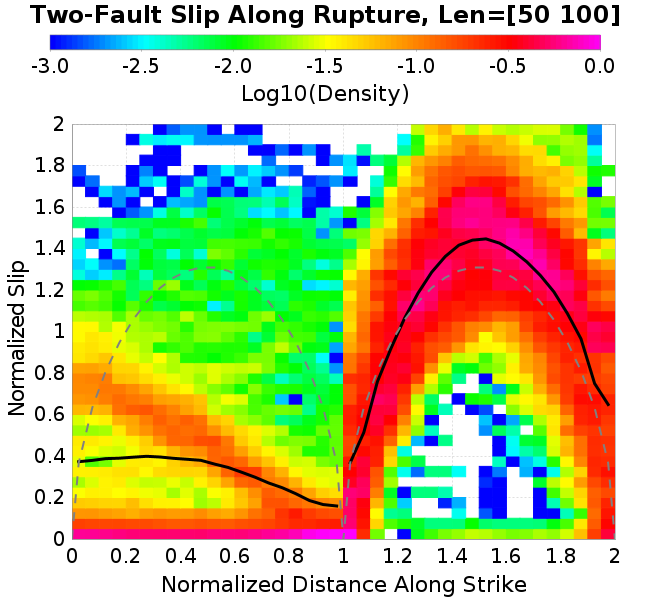 Two-Fault Slip Along Rupture, Len=[50 100]
-3.0 -2.5 -2.0 -1.5 -1.0 -0.5 0.0
Log10(Density)
Normalized Slip
2
1.8
1.6
1.4
1.2
1
0.8
0.6
0.4
0.2
0
0 0.2 0.4 0.6 0.8 1 1.2 1.4 1.6 1.8 2
Normalized Distance Along Strike